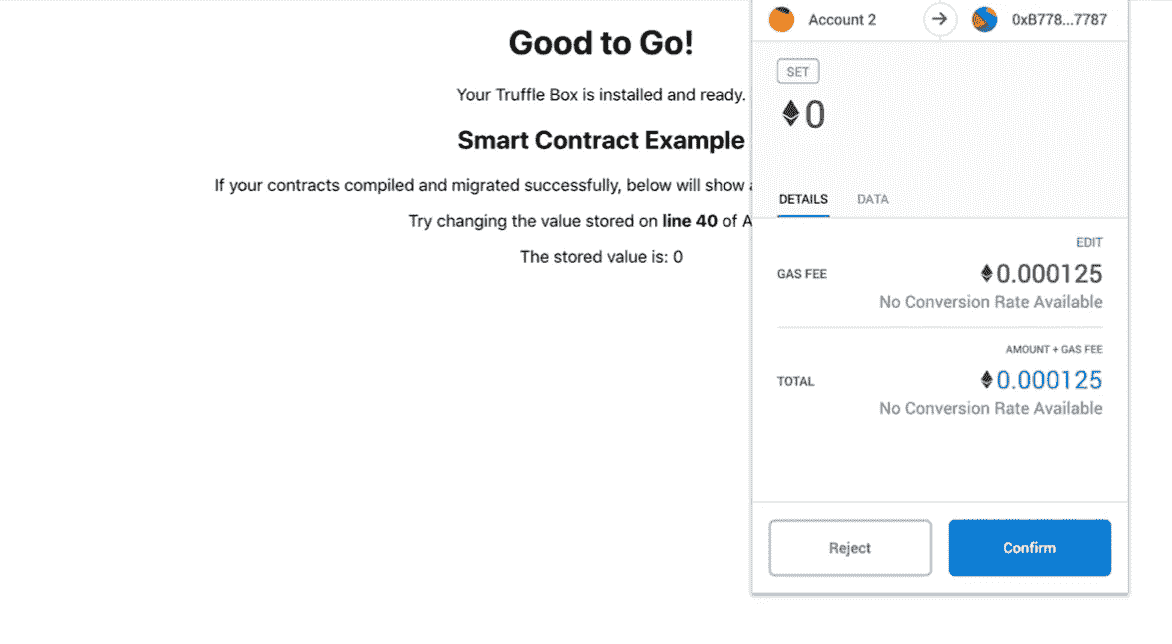 Good to Go!
Your Truffle Box is installed and ready.
Smart Contract Example
If your contracts compiled and migrated successfully, below will show
Try changing the value stored on line 40 of A
The stored value is: 0
Account 2
0xB778...7787
SET
0
DETAILS DATA
EDIT
GAS FEE
0.000125
No Conversion Rate Available
AMOUNT + GAS FEE
TOTAL
0.000125
No Conversion Rate Available
Reject
Confirm